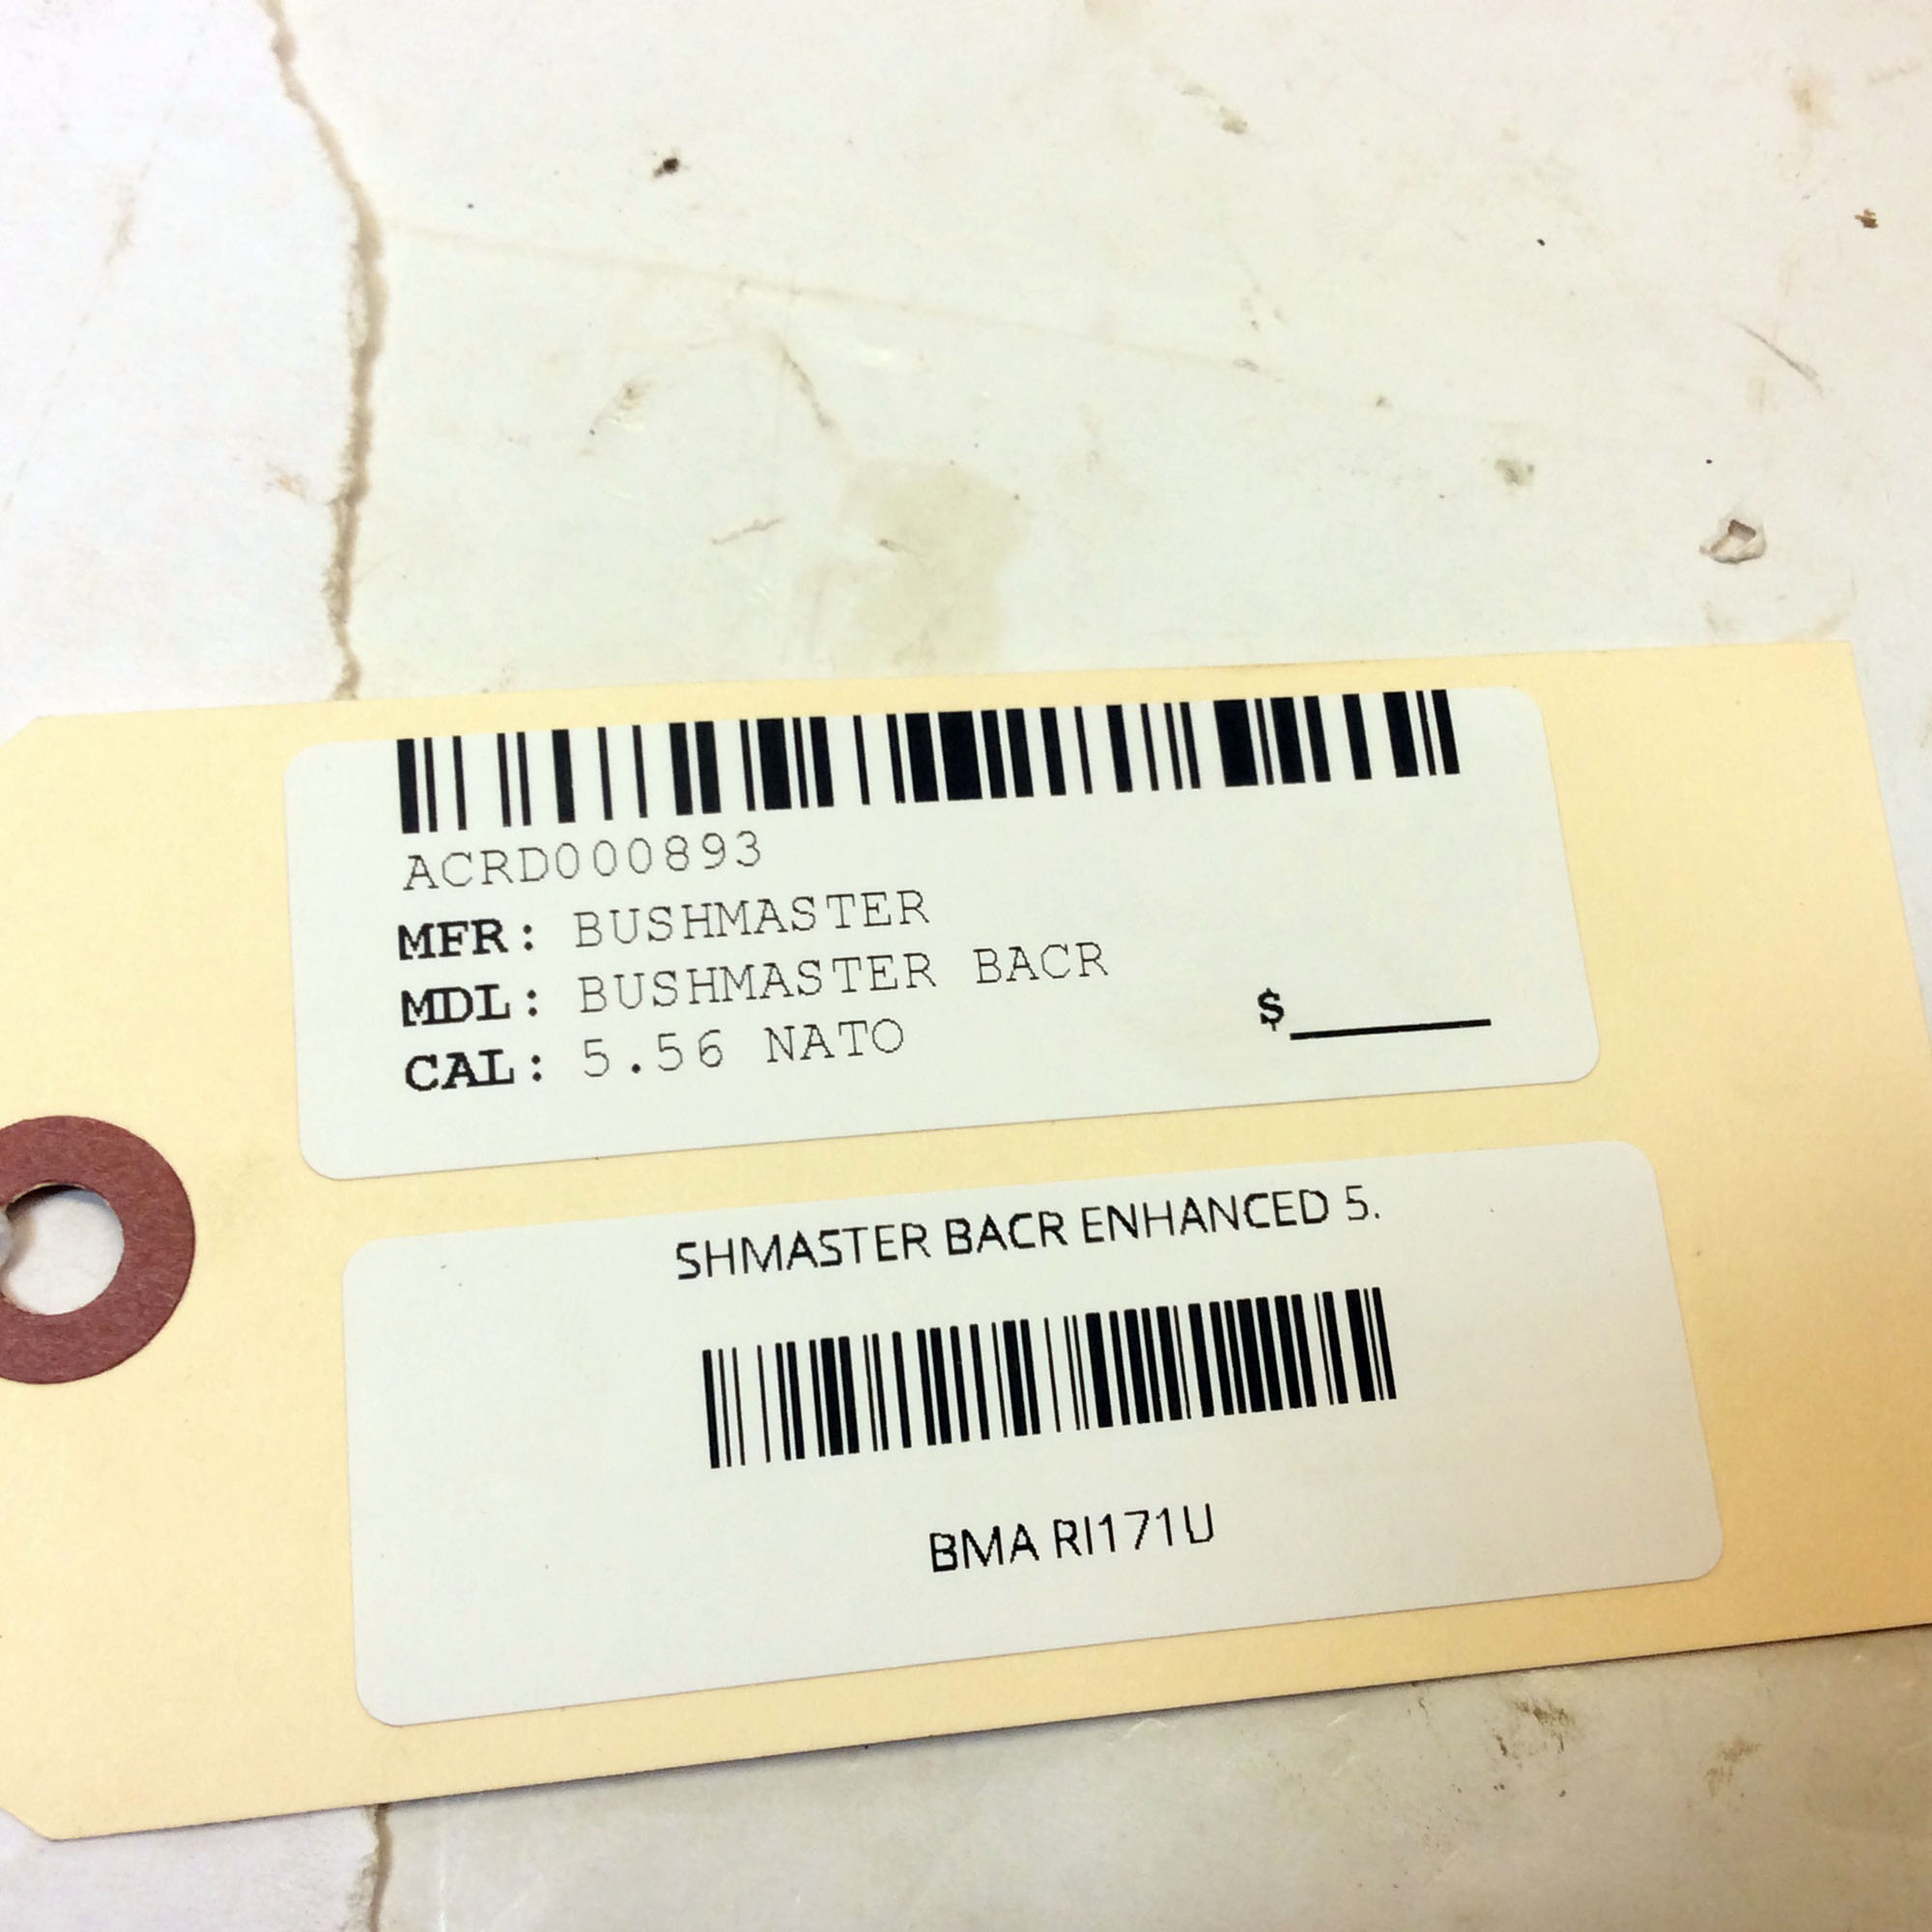 ACRD000893
MFR: BUSHMASTER
MDL: BUSHMASTER BACR
CAL: 5.56 NATO
$
SHMASTER BACR ENHANCED 5.
BMA RI171U